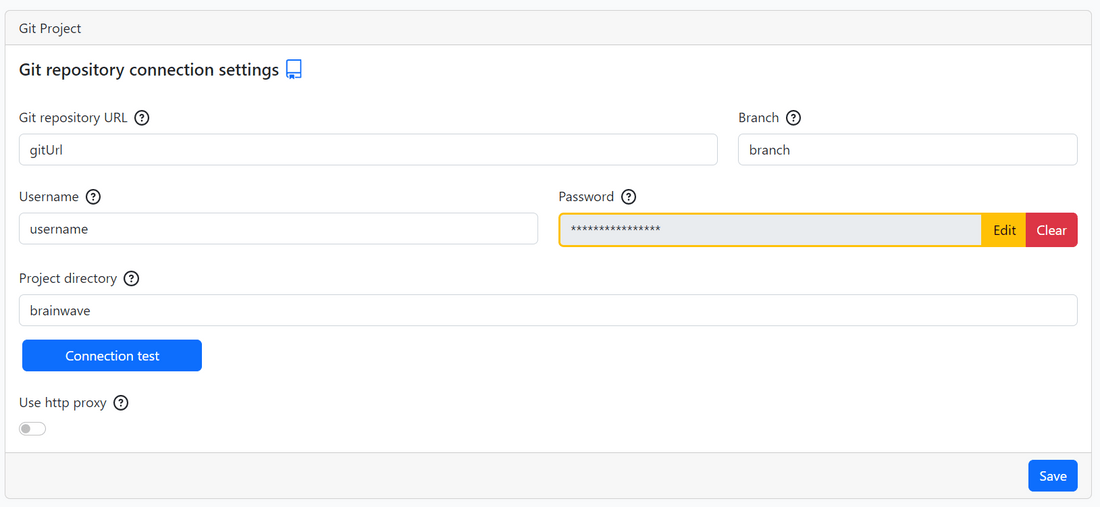 Git Project
Git repository connection settings
Git repository URL ?
Branch ?
gitUrl
branch
Username ?
Password ?
username
****************
Edit
Clear
Project directory ?
brainwave
Connection test
Use http proxy ?
Save